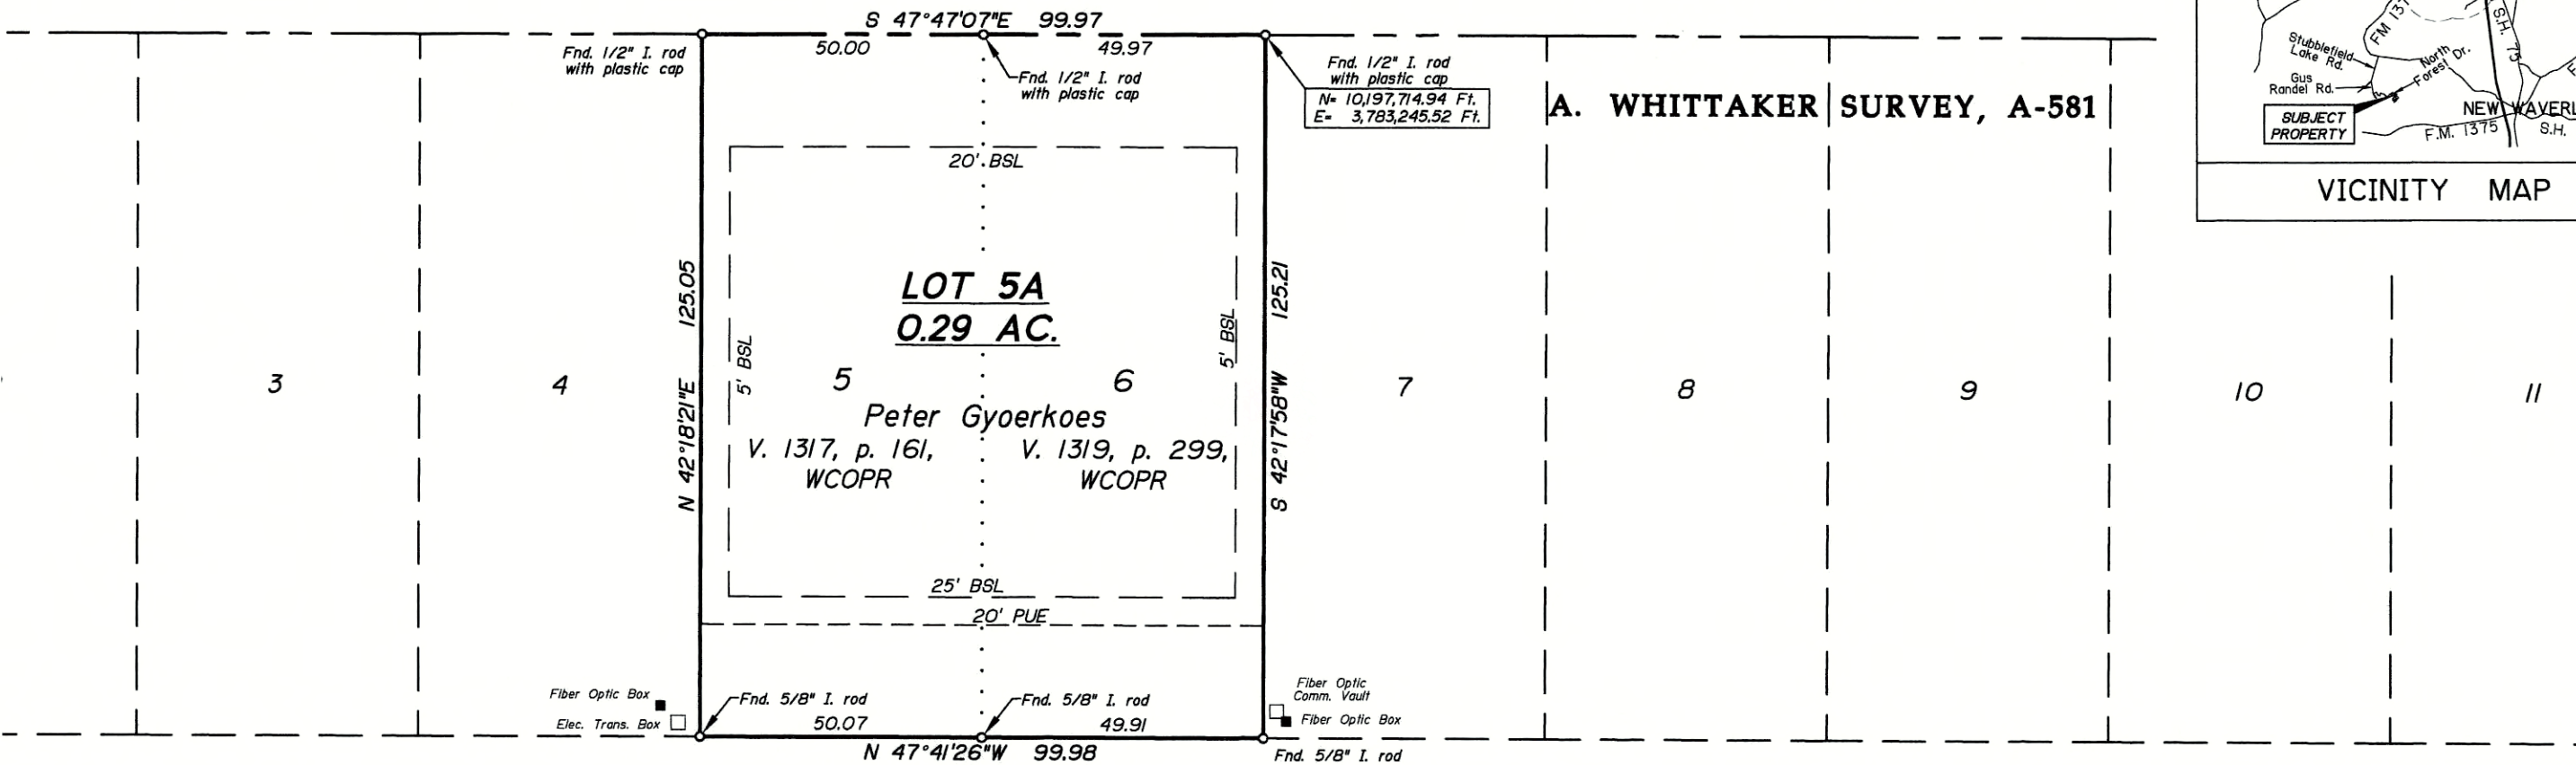 S 47°47'07"E 99.97
50.00
49.97
Fnd. 1/2" I. rod
with plastic cap
Fnd. 1/2" I. rod
with plastic cap
Fnd. 1/2" I. rod
with plastic cap
N= 10,197,714.94 Ft.
E= 3,783,245.52 Ft.
A. WHITTAKER SURVEY, A-581
FM 137
S.H. 75
Stubblefield
Lake Rd.
North
Forest Dr.
Gus
Randel Rd.
SUBJECT
PROPERTY
NEW WAVERL
F.M. 1375
S.H.
VICINITY MAP
20' BSL
LOT 5A
0.29 AC.
N 42°18'21"E 125.05
5' BSL
5' BSL
S 42°17'58"W 125.21
3
4
5
6
7
8
9
10
11
Peter Gyoerkoes
V. 1317, p. 161,
WCOPR
V. 1319, p. 299,
WCOPR
25' BSL
20' PUE
Fiber Optic Box
Elec. Trans. Box
Fnd. 5/8" I. rod
50.07
Fnd. 5/8" I. rod
49.91
Fiber Optic
Comm. Vault
Fiber Optic Box
N 47°41'26"W 99.98
Fnd. 5/8" I. rod